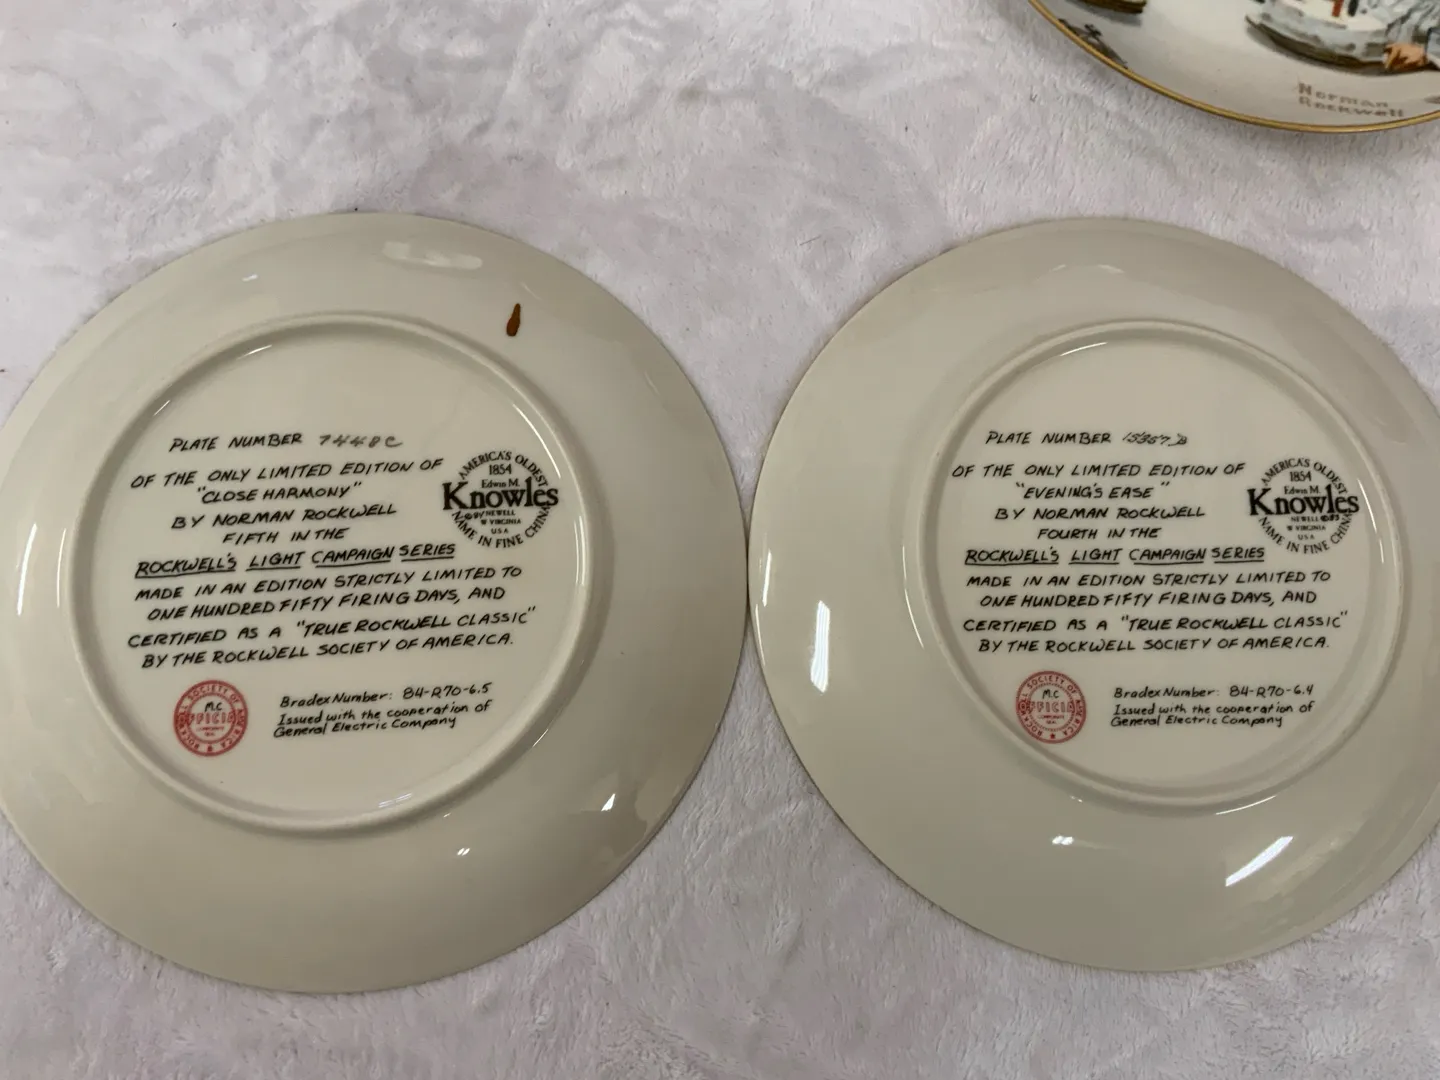 Norman
Rockwell
PLATE NUMBER 7448C
OF THE ONLY LIMITED EDITION OF
"CLOSE HARMONY"
BY NORMAN ROCKWELL
FIFTH IN THE
ROCKWELL'S LIGHT CAMPAIGN SERIES
MADE IN AN EDITION STRICTLY LIMITED TO
ONE HUNDRED FIFTY FIRING DAYS, AND
CERTIFIED AS A "TRUE ROCKWELL CLASSIC"
BY THE ROCKWELL SOCIETY OF AMERICA.
AMERICA'S OLDEST
1854
Edwin M.
Knowles
NEWELL
W VIRGINIA
USA
NAME IN FINE CHINA
M.C
Bradex Number: 84-R70-6.5
Issued with the cooperation of
General Electric Company
PLATE NUMBER
OF THE ONLY LIMITED EDITION OF
"EVENING'S EASE"
BY NORMAN ROCKWELL
FOURTH IN THE
ROCKWELL'S LIGHT CAMPAIGN SERIES
MADE IN AN EDITION STRICTLY LIMITED TO
ONE HUNDRED FIFTY FIRING DAYS, AND
CERTIFIED AS A "TRUE ROCKWELL CLASSIC"
BY THE ROCKWELL SOCIETY OF AMERICA.
AMERICA'S OLDEST
1854
Edwin M.
Knowles
NEWELL
W VIRGINIA
USA
NAME IN FINE CHINA
M.C
Bradex Number: 84-R70-6.4
Issued with the cooperation of
General Electric Company